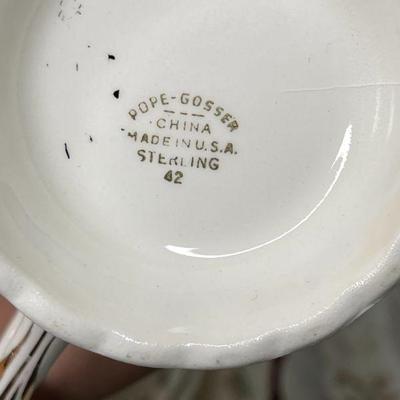 POPE-GOSSER
CHINA
MADE IN U.S.A.
STERLING
42